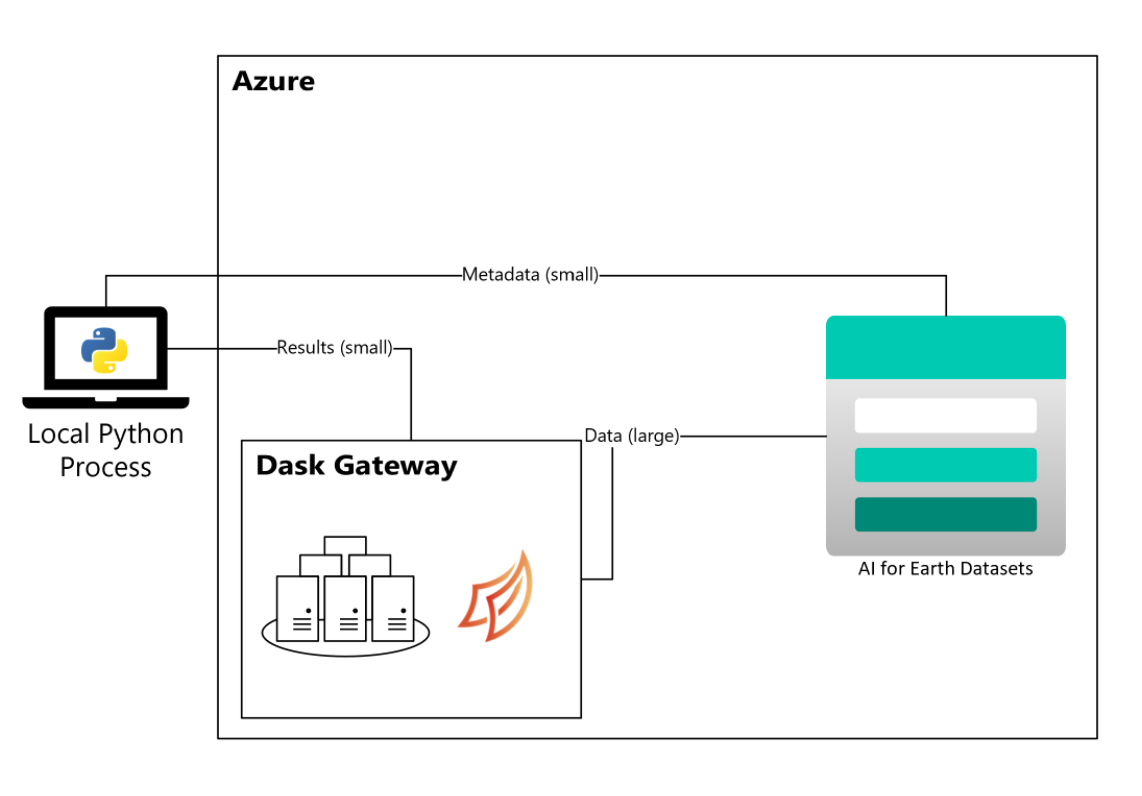 Azure
Metadata (small)
Results (small)
Local Python
Process
Data (large)
Dask Gateway
AI for Earth Datasets